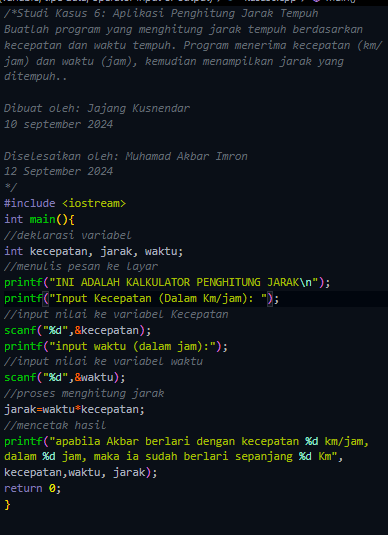 /*Studi Kasus 6: Aplikasi Penghitung Jarak Tempuh
Buatlah program yang menghitung jarak tempuh berdasarkan
kecepatan dan waktu tempuh. Program menerima kecepatan (km/
jam) dan waktu (jam), kemudian menampilkan jarak yang
ditempuh..
Dibuat oleh: Jajang Kusnendar
10 september 2024
Diselesaikan oleh: Muhamad Akbar Imron
12 September 2024
*/
#include <iostream>
int main(){
//deklarasi variabel
int kecepatan, jarak, waktu;
//menulis pesan ke layar
printf("INI ADALAH KALKULATOR PENGHITUNG JARAK\n");
printf("Input Kecepatan (Dalam Km/jam): ");
//input nilai ke variabel Kecepatan
scanf("%d",&kecepatan);
printf("input waktu (dalam jam):");
//input nilai ke variabel waktu
scanf("%d",&waktu);
//proses menghitung jarak
jarak=waktu*kecepatan;
//mencetak hasil
printf("apabila Akbar berlari dengan kecepatan %d km/jam,
dalam %d jam, maka ia sudah berlari sepanjang %d Km",
kecepatan,waktu, jarak);
return 0;
}